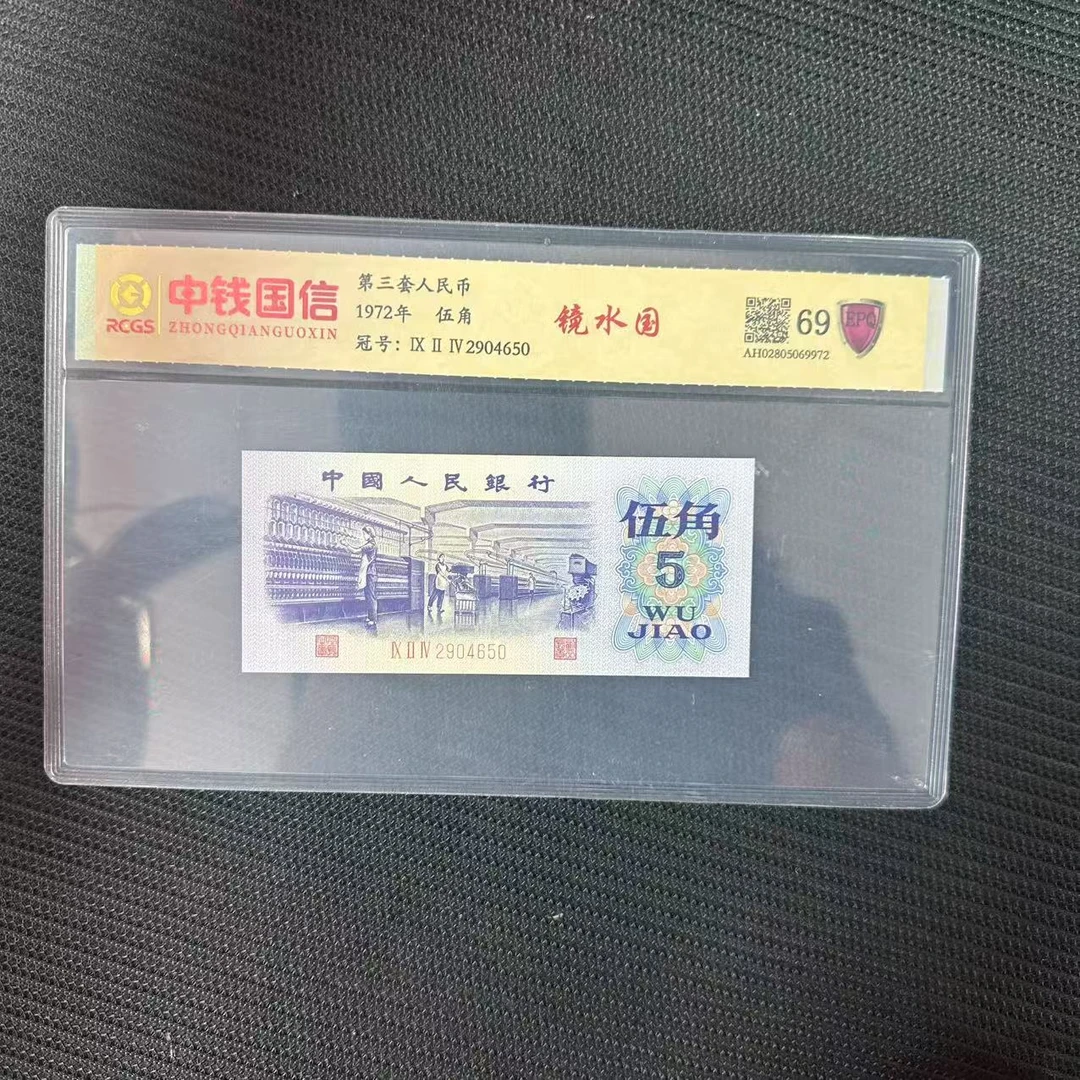 RCGS
中钱国信
ZHONGQIANGUOXIN
第三套人民币
1972年 伍角
冠号：Ⅸ Ⅱ Ⅳ 2904650
镜水国
69
EPQ
AH02805069972
中國人民銀行
伍角
5
WU
JIAO
Ⅸ Ⅱ Ⅳ 2904650